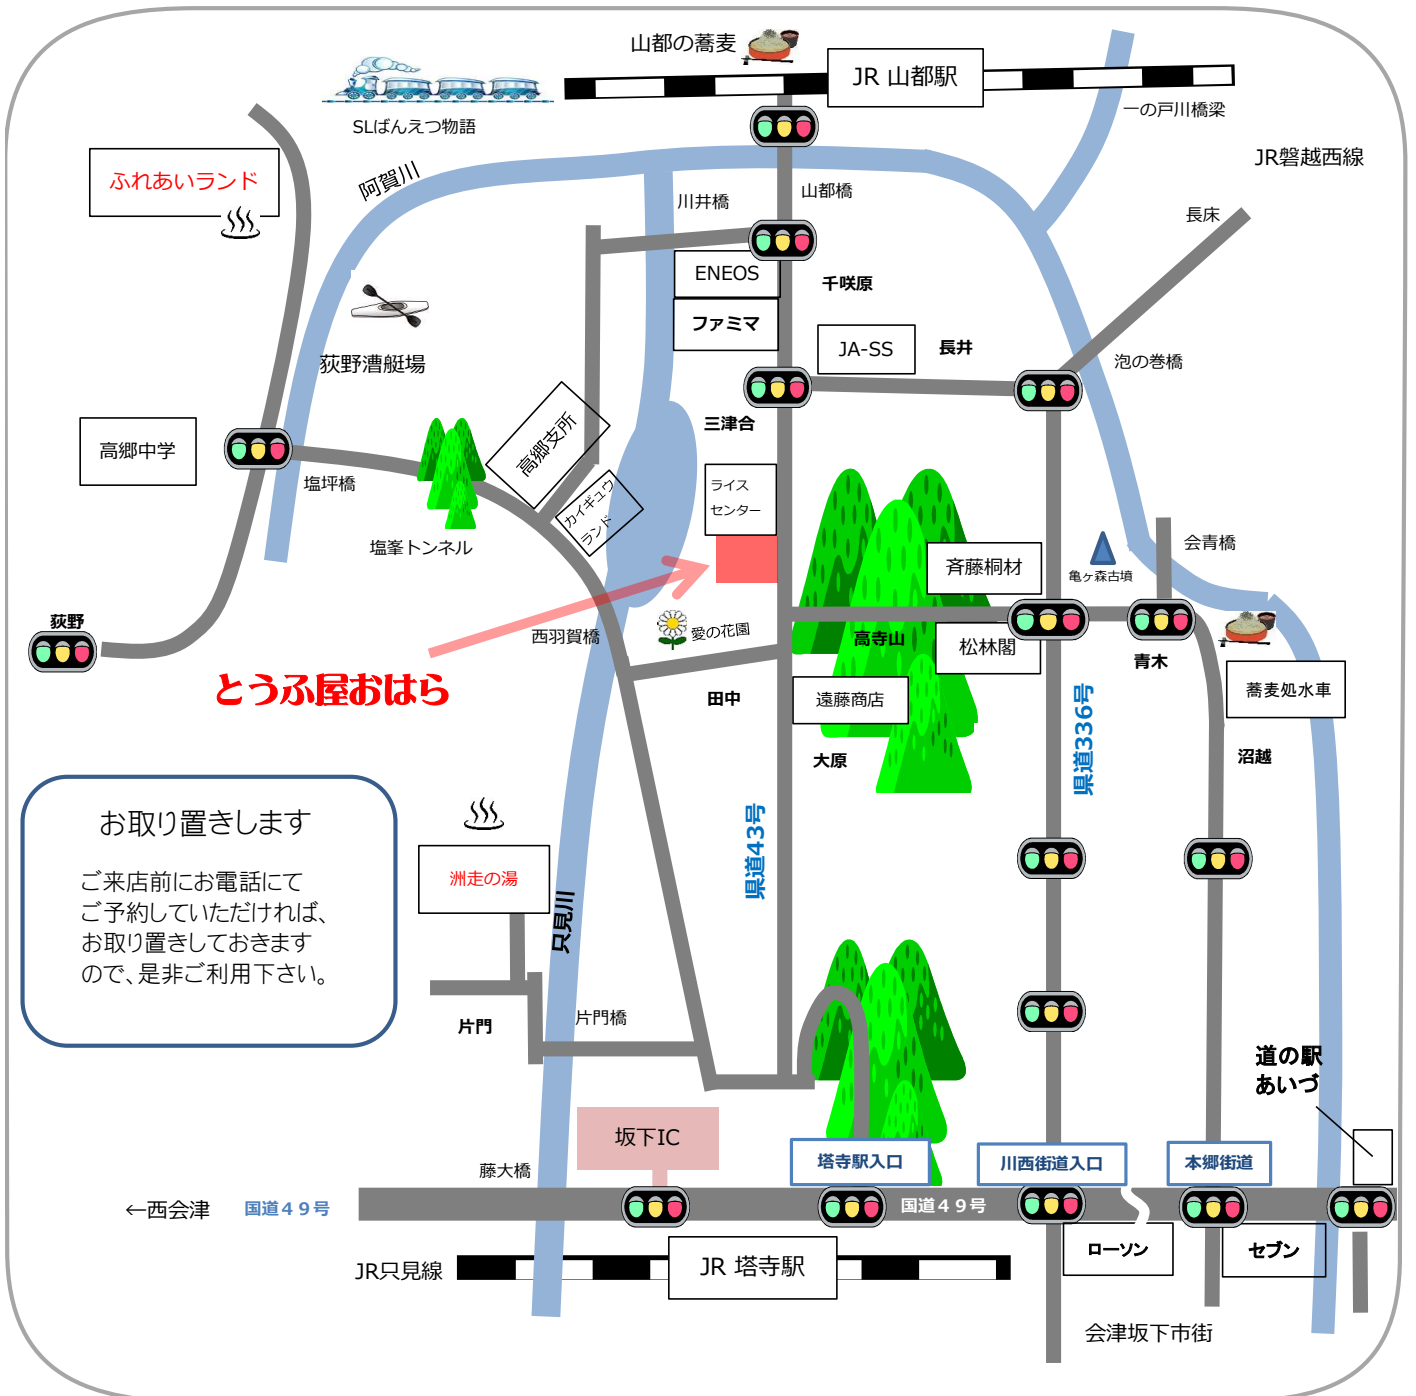 山都の蕎麦
JR 山都駅
SLばんえつ物語
一の戸川橋梁
JR磐越西線
ふれあいランド
阿賀川
川井橋
山都橋
長床
ENEOS
千咲原
ファミマ
JA-SS
長井
泡の巻橋
荻野漕艇場
高郷中学
塩坪橋
高郷支所
三津合
カイギュウ
ランド
ライス
センター
塩峯トンネル
斉藤桐材
亀ヶ森古墳
会青橋
荻野
西羽賀橋
愛の花園
高寺山
松林閣
青木
とうふ屋おはら
田中
遠藤商店
蕎麦処水車
大原
県道336号
沼越
県道43号
お取り置きします
ご来店前にお電話にて
ご予約していただければ、
お取り置きしておきます
ので、是非ご利用下さい。
洲走の湯
只見川
片門
片門橋
道の駅
あいづ
坂下IC
塔寺駅入口
川西街道入口
本郷街道
藤大橋
←西会津
国道49号
国道49号
ローソン
セブン
JR只見線
JR 塔寺駅
会津坂下市街